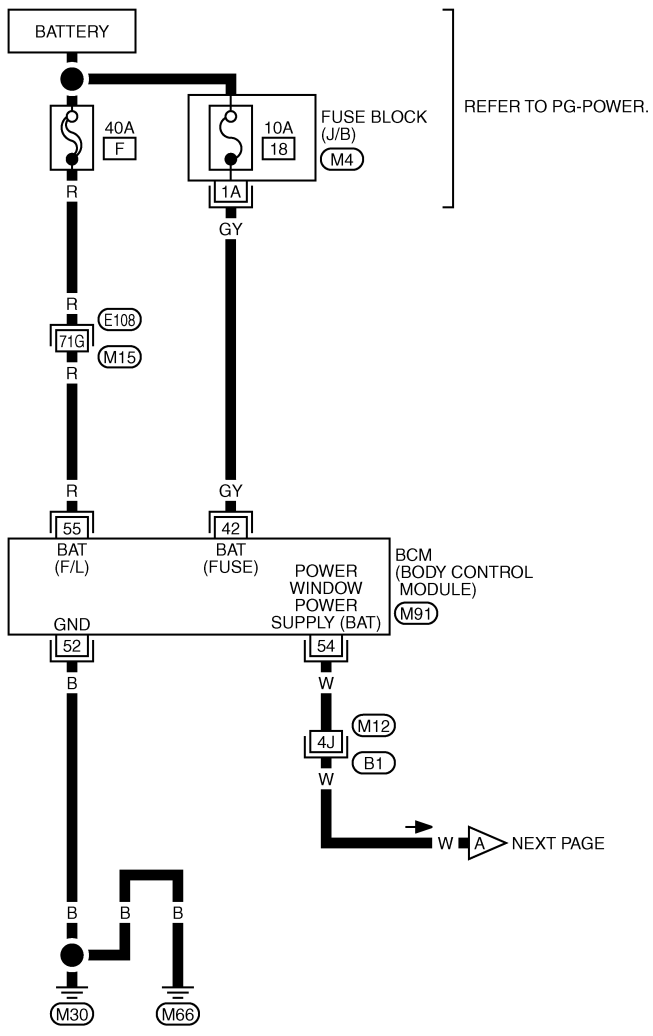 BATTERY
REFER TO PG-POWER.
40A
F
10A
18
FUSE BLOCK
(J/B)
M4
1A
R
GY
R
E108
71G
M15
R
R
GY
55
42
BAT
(F/L)
BAT
(FUSE)
POWER
WINDOW
POWER
SUPPLY (BAT)
BCM
(BODY CONTROL
MODULE)
M91
GND
52
54
B
W
4J
M12
B1
W
W
A
NEXT PAGE
B
B
B
M30
M66